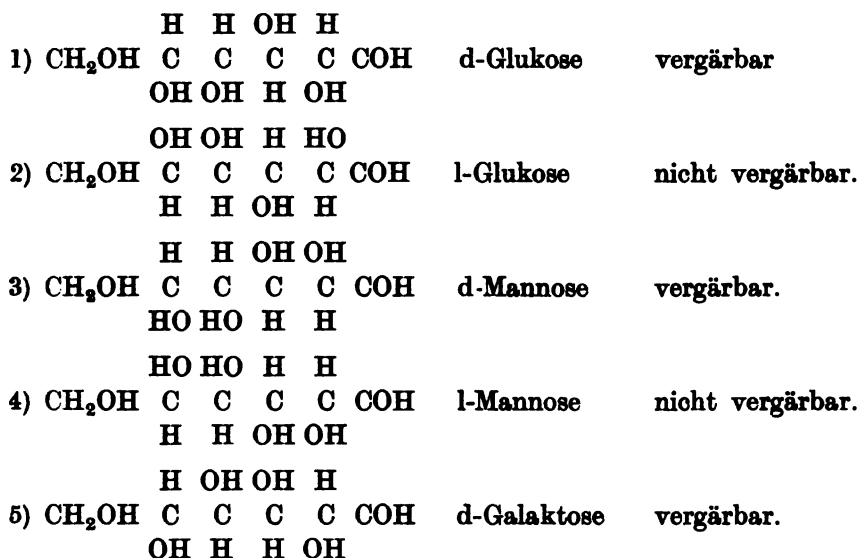 H H OH H
1) CH₂OH C C C C COH d-Glukose vergärbar
OH OH H OH
OH OH H HO
2) CH₂OH C C C C COH l-Glukose nicht vergärbar.
H H OH H
H H OH OH
3) CH₂OH C C C C COH d-Mannose vergärbar.
HO HO H H
HO HO H H
4) CH₂OH C C C C COH l-Mannose nicht vergärbar.
H H OH OH
H OH OH H
5) CH₂OH C C C C COH d-Galaktose vergärbar.
OH H H OH